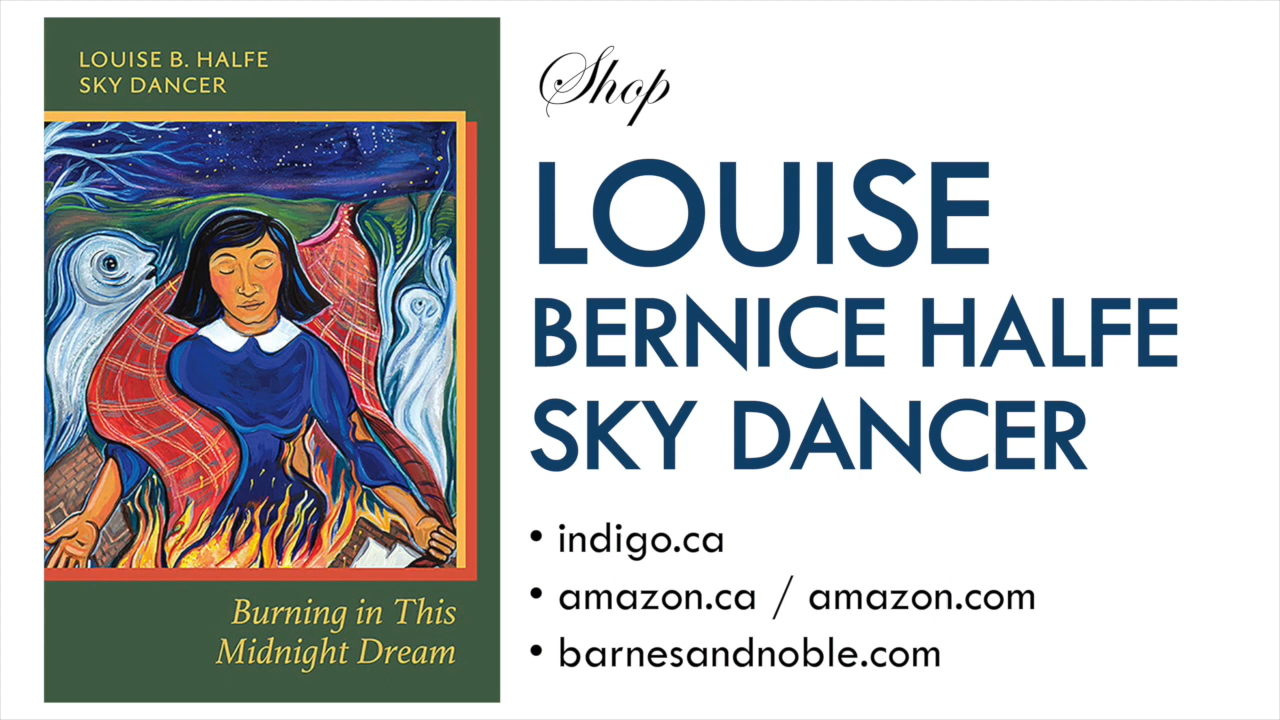 LOUISE B. HALFE
SKY DANCER
Burning in This
Midnight Dream
Shop
LOUISE
BERNICE HALFE
SKY DANCER
• indigo.ca
• amazon.ca / amazon.com
• barnesandnoble.com